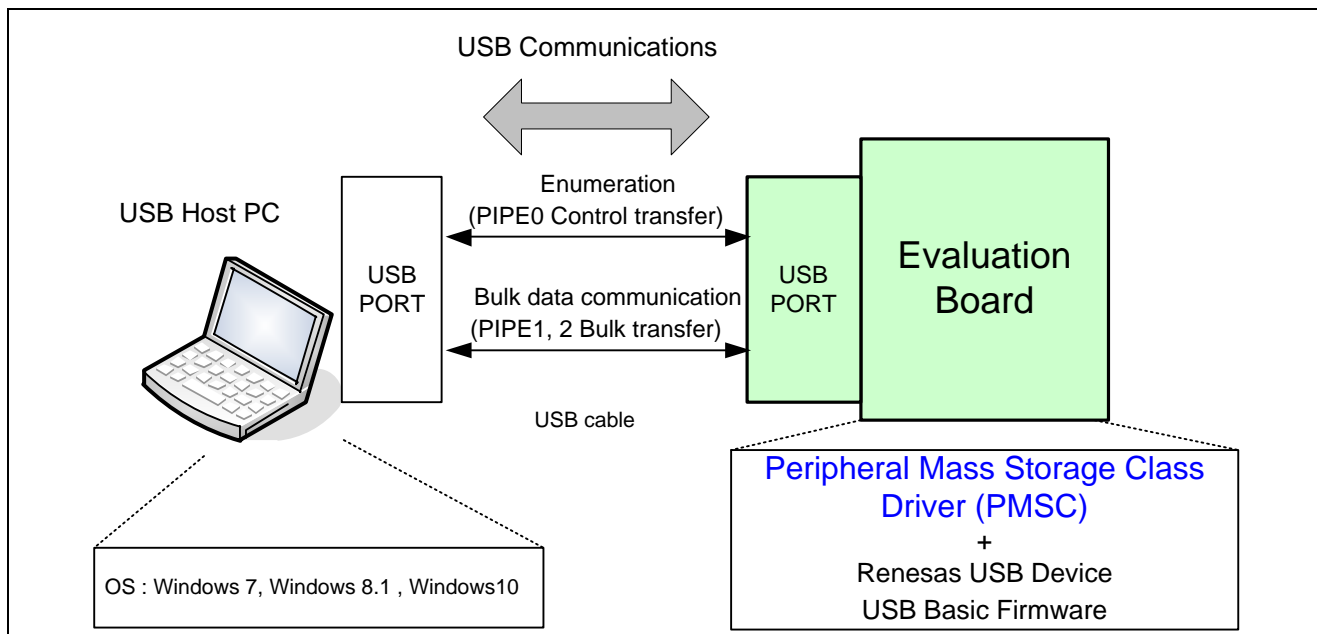 USB Communications
Enumeration
(PIPE0 Control transfer)
USB Host PC
USB
PORT
USB
PORT
Evaluation
Board
Bulk data communication
(PIPE1, 2 Bulk transfer)
USB cable
Peripheral Mass Storage Class
Driver (PMSC)
+
Renesas USB Device
USB Basic Firmware
OS : Windows 7, Windows 8.1 , Windows10